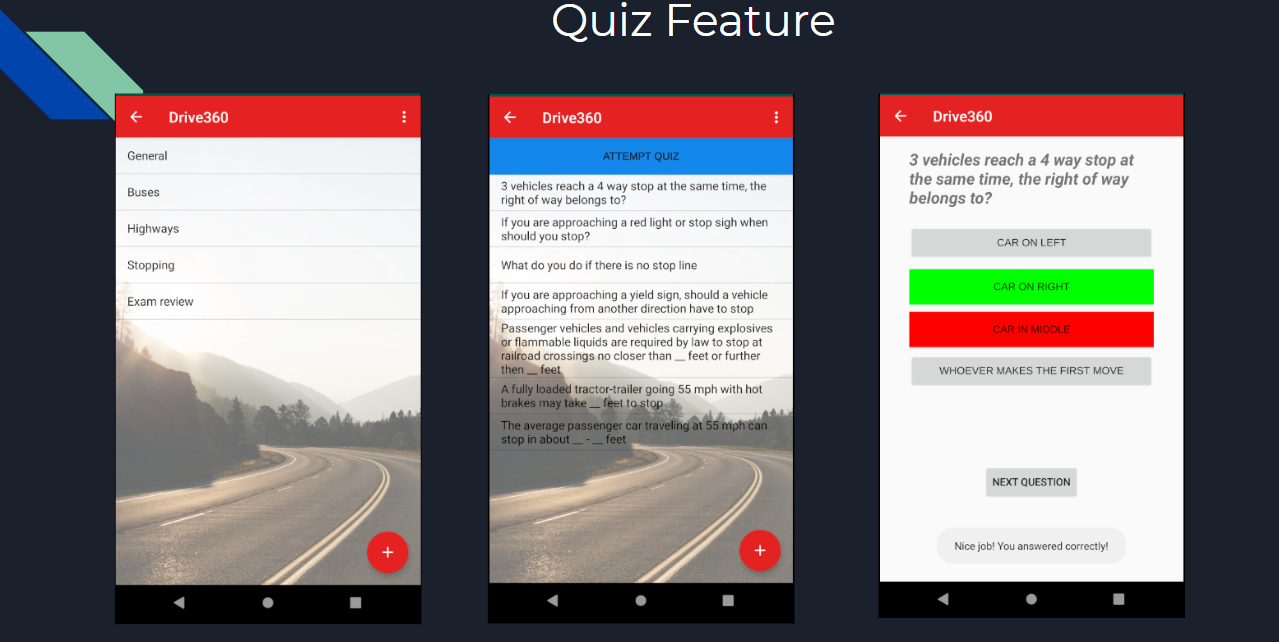 Quiz Feature
Drive360
General
Buses
Highways
Stopping
Exam review
Drive360
ATTEMPT QUIZ
3 vehicles reach a 4 way stop at the same time, the
right of way belongs to?
If you are approaching a red light or stop sigh when
should you stop?
What do you do if there is no stop line
If you are approaching a yield sign, should a vehicle
approaching from another direction have to stop
Passenger vehicles and vehicles carrying explosives
or flammable liquids are required by law to stop at
railroad crossings no closer than __ feet or further
then __ feet
A fully loaded tractor-trailer going 55 mph with hot
brakes may take __ feet to stop
The average passenger car traveling at 55 mph can
stop in about __ - __ feet
Drive360
3 vehicles reach a 4 way stop at
the same time, the right of way
belongs to?
CAR ON LEFT
CAR ON RIGHT
CAR IN MIDDLE
WHOEVER MAKES THE FIRST MOVE
NEXT QUESTION
Nice job! You answered correctly!